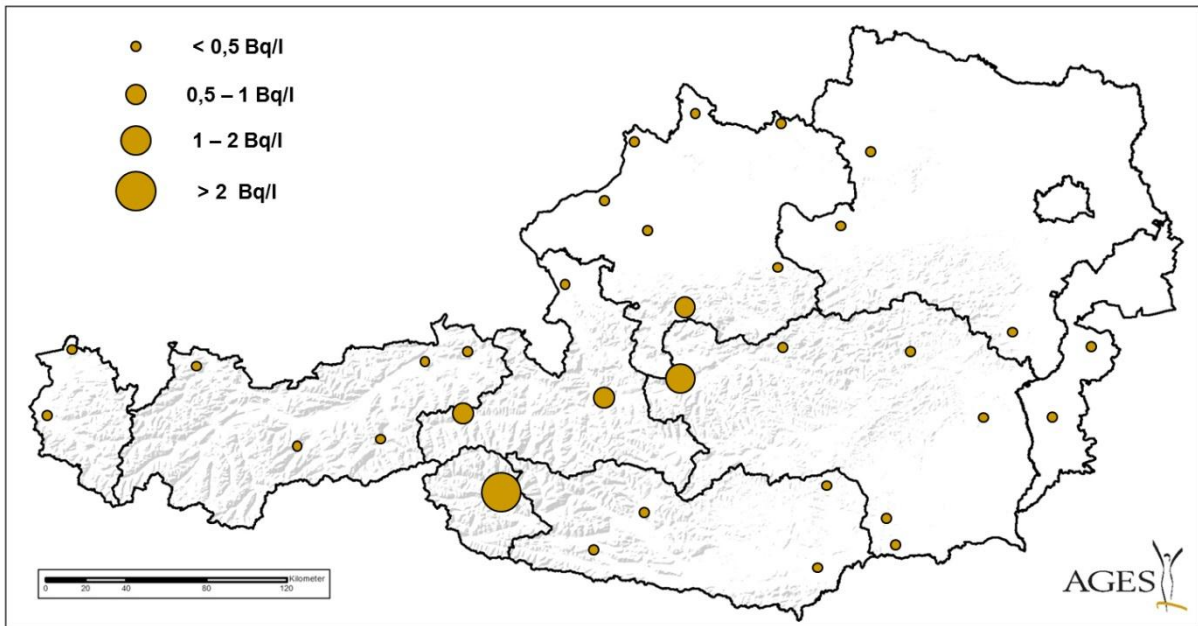 < 0,5 Bq/l
0,5 – 1 Bq/l
1 – 2 Bq/l
> 2 Bq/l
Kilometer
0 20 40 80 120
AGES